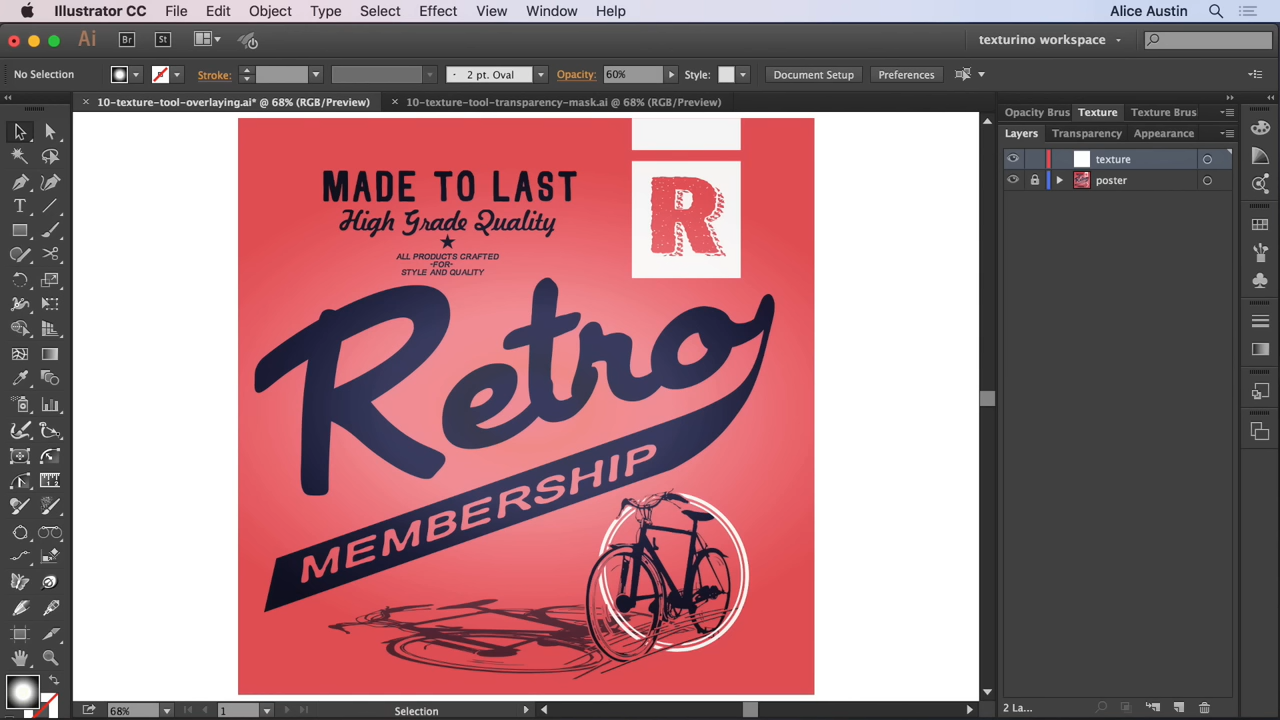 Illustrator CC File Edit Object Type Select Effect View Window Help Alice Austin
Ai Br St texturino workspace
No Selection Stroke: 2 pt. Oval Opacity: 60% Style: Document Setup Preferences
10-texture-tool-overlaying.ai* @ 68% (RGB/Preview) 10-texture-tool-transparency-mask.ai @ 68% (RGB/Preview)
Opacity Brus Texture Texture Brus
Layers Transparency Appearance
texture
poster
MADE TO LAST
High Grade Quality
ALL PRODUCTS CRAFTED
-FOR-
STYLE AND QUALITY
R
Retro
MEMBERSHIP
68% 1 Selection
2 La...